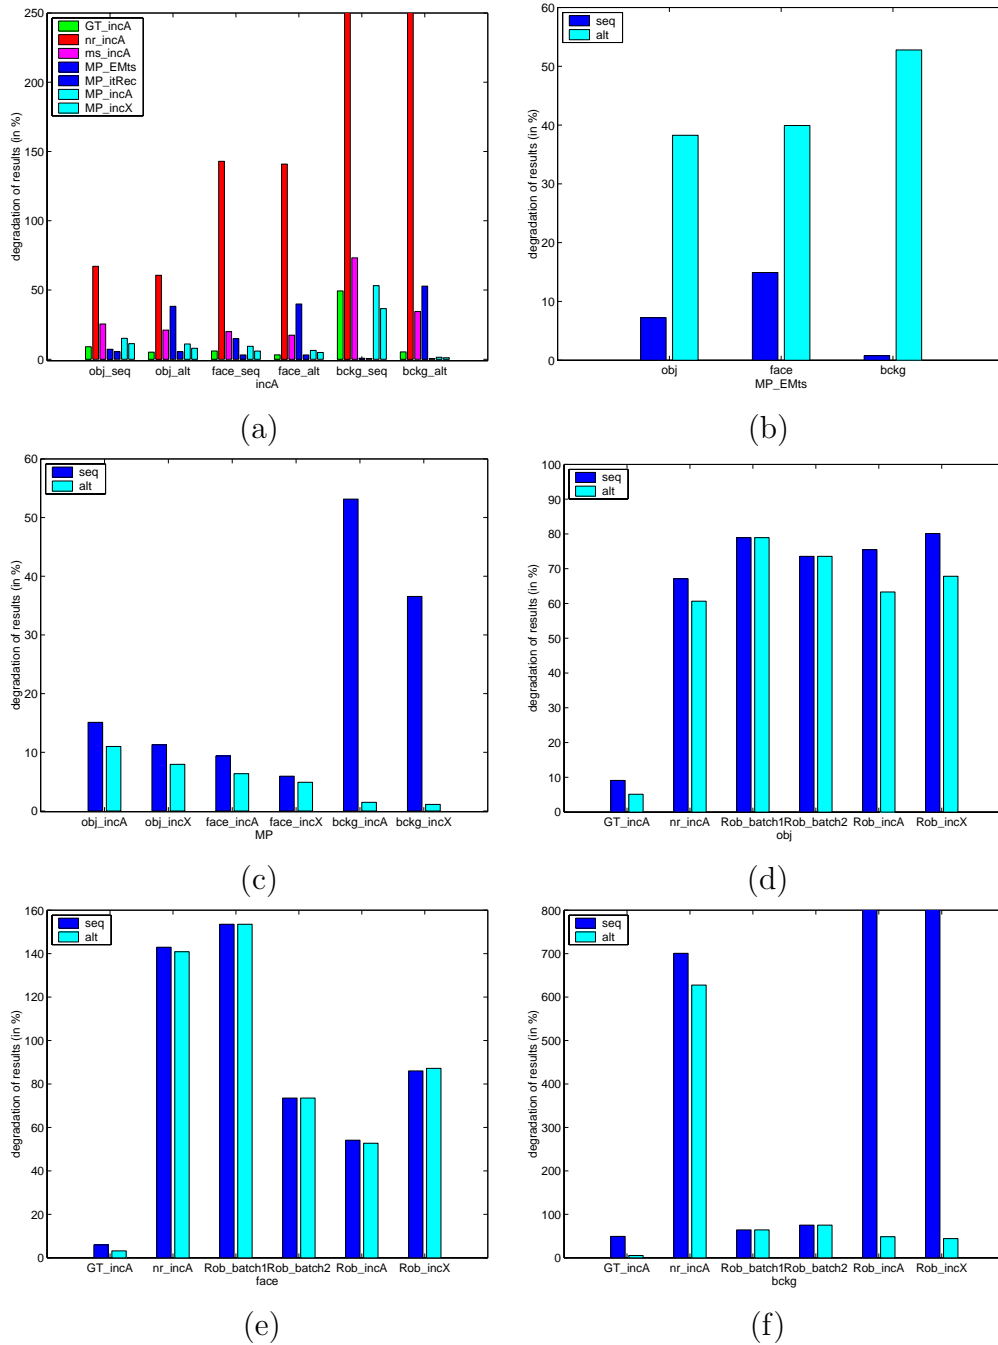 250
200
150
100
50
0
degradation of results (in %)
GT_incA
nr_incA
ms_incA
MP_EMts
MP_itRec
MP_incA
MP_incX
obj_seq obj_alt face_seq face_alt bckg_seq bckg_alt
incA
(a)
60
50
40
30
20
10
0
degradation of results (in %)
seq
alt
obj face bckg
MP_EMts
(b)
60
50
40
30
20
10
0
degradation of results (in %)
seq
alt
obj_incA obj_incX face_incA face_incX bckg_incA bckg_incX
MP
(c)
100
90
80
70
60
50
40
30
20
10
0
degradation of results (in %)
seq
alt
GT_incA nr_incA Rob_batch1 Rob_batch2 Rob_incA Rob_incX
obj
(d)
160
140
120
100
80
60
40
20
0
degradation of results (in %)
seq
alt
GT_incA nr_incA Rob_batch1 Rob_batch2 Rob_incA Rob_incX
face
(e)
800
700
600
500
400
300
200
100
0
degradation of results (in %)
seq
alt
GT_incA nr_incA Rob_batch1 Rob_batch2 Rob_incA Rob_incX
bckg
(f)